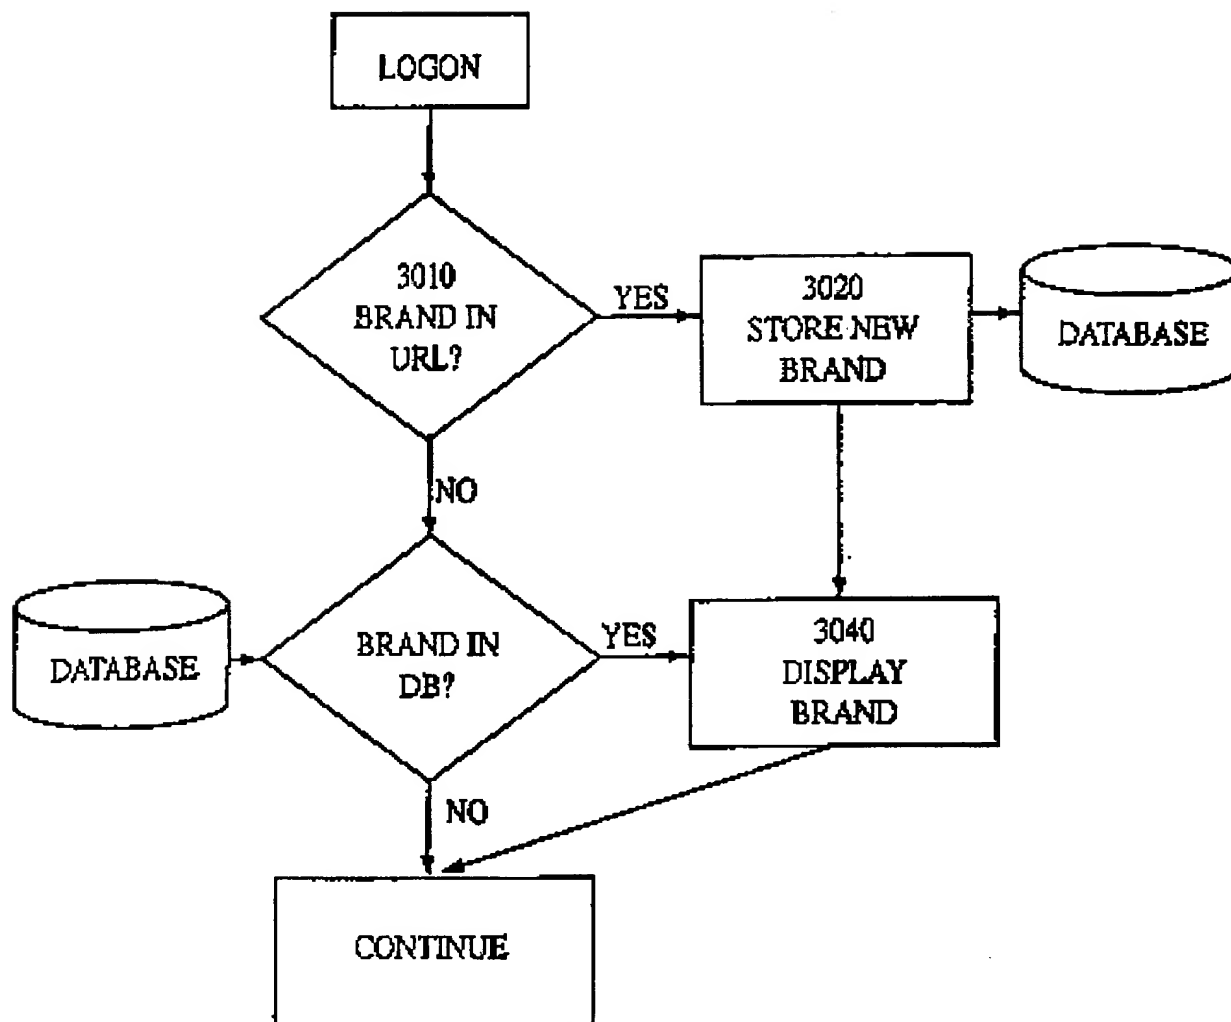 LOGON
3010
BRAND IN
URL?
YES
3020
STORE NEW
BRAND
DATABASE
NO
DATABASE
BRAND IN
DB?
YES
3040
DISPLAY
BRAND
NO
CONTINUE